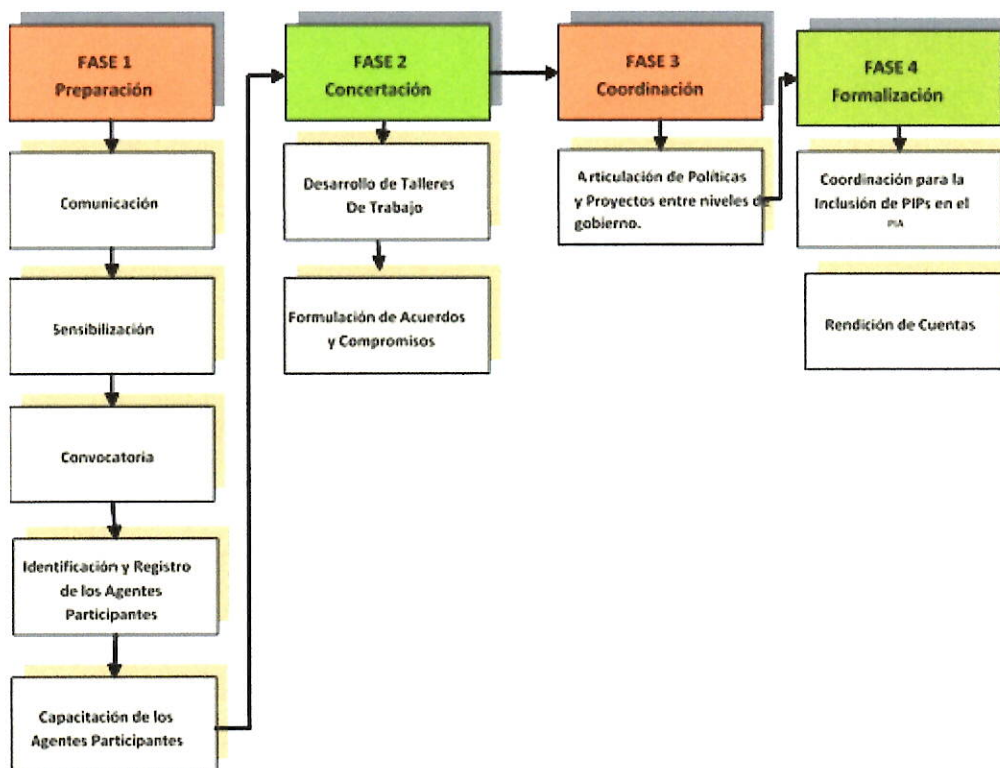 FASE 1
Preparación
Comunicación
Sensibilización
Convocatoria
Identificación y Registro
de los Agentes
Participantes
Capacitación de los
Agentes Participantes
FASE 2
Concertación
Desarrollo de Talleres
De Trabajo
Formulación de Acuerdos
y Compromisos
FASE 3
Coordinación
Articulación de Políticas
y Proyectos entre niveles de
gobierno.
FASE 4
Formalización
Coordinación para la
Inclusión de PIPs en el
PIA
Rendición de Cuentas